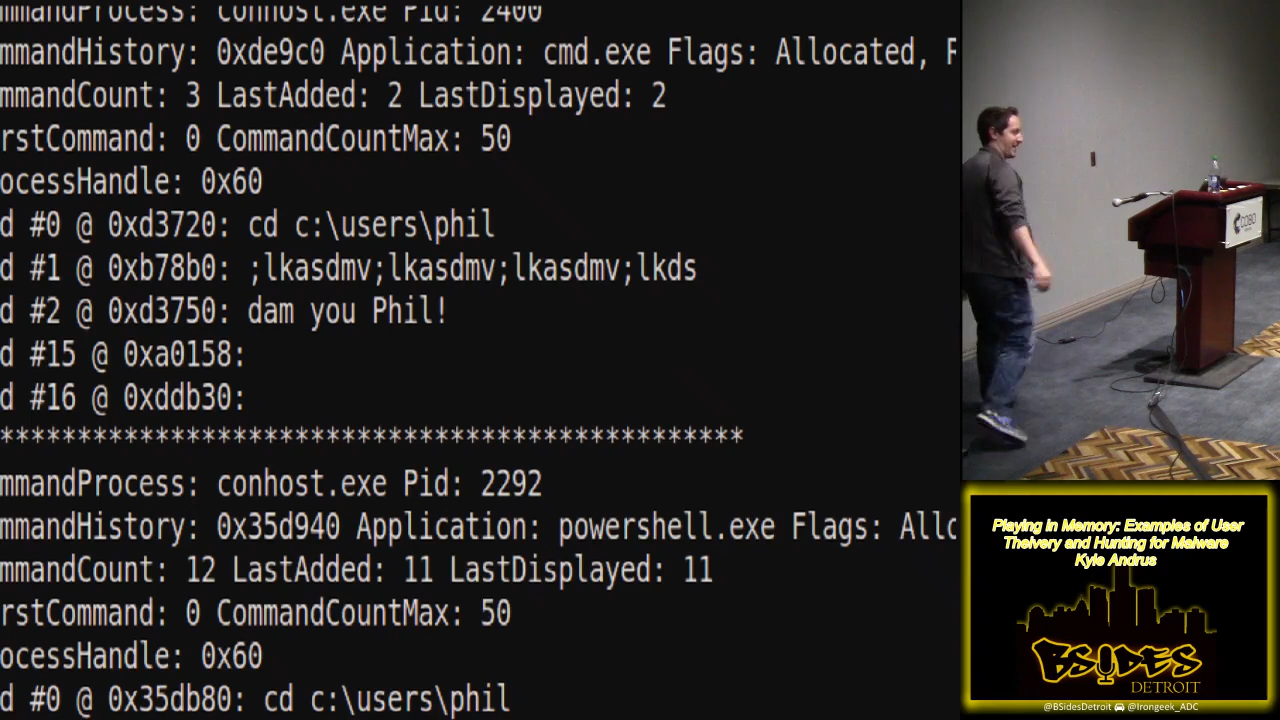 mmandProcess: conhost.exe Pid: 2400
mmandHistory: 0xde9c0 Application: cmd.exe Flags: Allocated, R
mmandCount: 3 LastAdded: 2 LastDisplayed: 2
rstCommand: 0 CommandCountMax: 50
ocessHandle: 0x60
d #0 @ 0xd3720: cd c:\users\phil
d #1 @ 0xb78b0: ;lkasdmv;lkasdmv;lkasdmv;lkds
d #2 @ 0xd3750: dam you Phil!
d #15 @ 0xa0158:
d #16 @ 0xddb30:
************************************************
mmandProcess: conhost.exe Pid: 2292
mmandHistory: 0x35d940 Application: powershell.exe Flags: Allo
mmandCount: 12 LastAdded: 11 LastDisplayed: 11
rstCommand: 0 CommandCountMax: 50
ocessHandle: 0x60
d #0 @ 0x35db80: cd c:\users\phil
COBO
Playing in Memory: Examples of User
Theivery and Hunting for Malware
Kyle Andrus
BSIDES
DETROIT
@BSidesDetroit @Irongeek_ADC